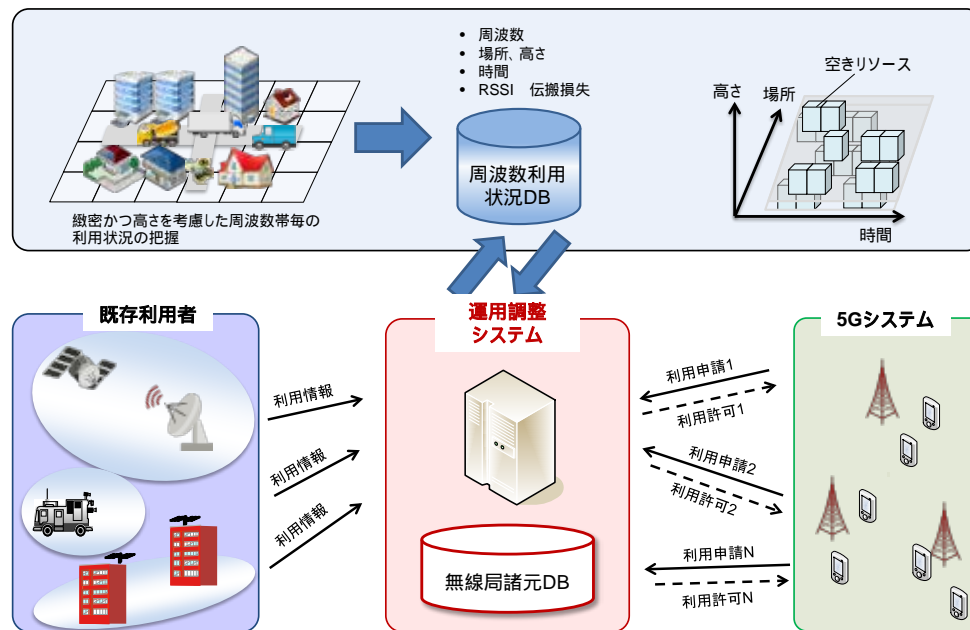 • 周波数
• 場所、高さ
• 時間
• RSSI 伝搬損失
空きリソース
高さ
場所
時間
周波数利用
状況DB
緻密かつ高さを考慮した周波数帯毎の
利用状況の把握
既存利用者
運用調整
システム
5Gシステム
利用情報
利用情報
利用情報
利用申請1
利用許可1
利用申請2
利用許可2
利用申請N
利用許可N
無線局諸元DB